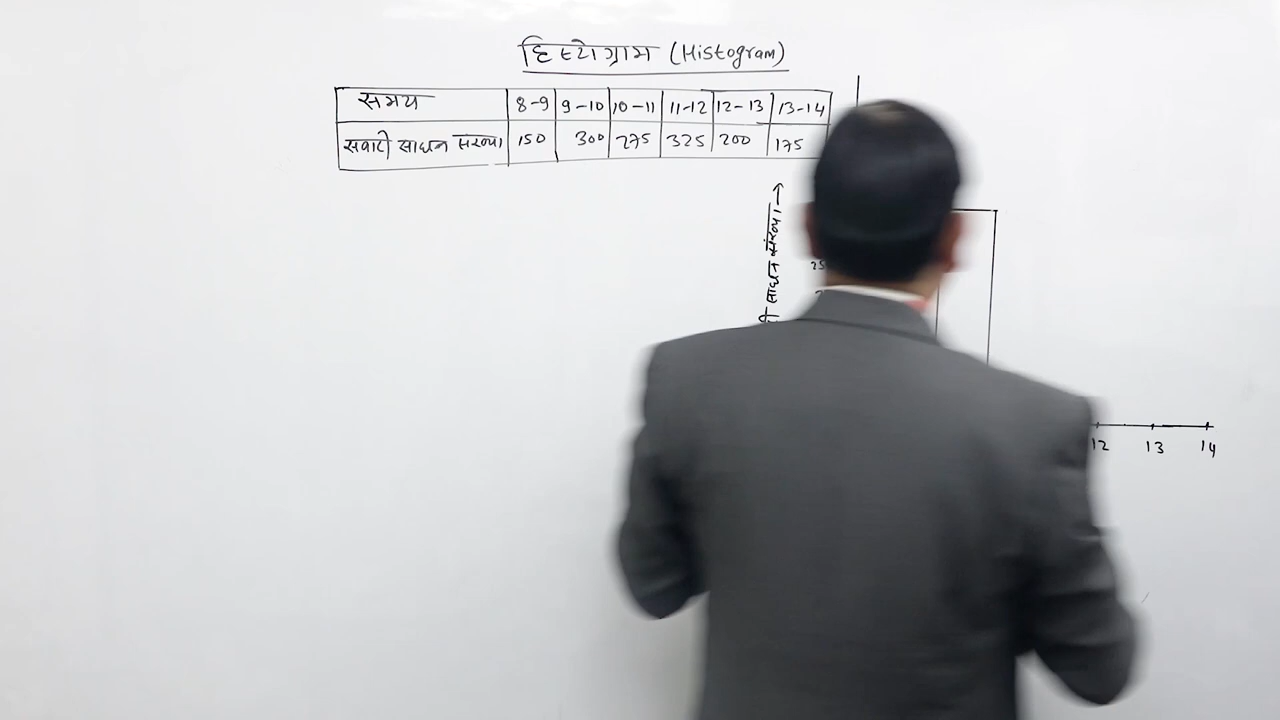 हिस्टोग्राम (Histogram)
समय 8-9 9-10 10-11 11-12 12-13 13-14
सवारी साधन संख्या 150 300 275 325 200 175
साधन संख्या →
12 13 14